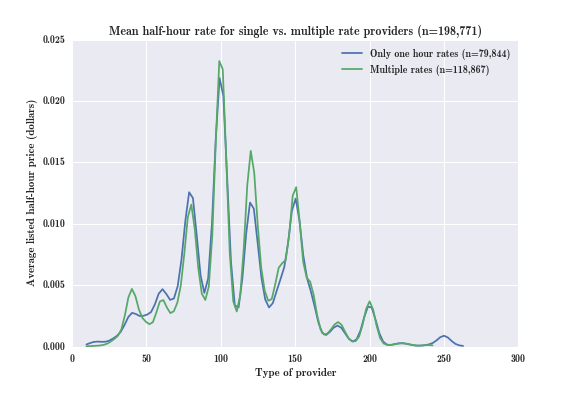 Mean half-hour rate for single vs. multiple rate providers (n=198,771)
Only one hour rates (n=79,844)
Multiple rates (n=118,867)
Average listed half-hour price (dollars)
0.025
0.020
0.015
0.010
0.005
0.000
0 50 100 150 200 250 300
Type of provider